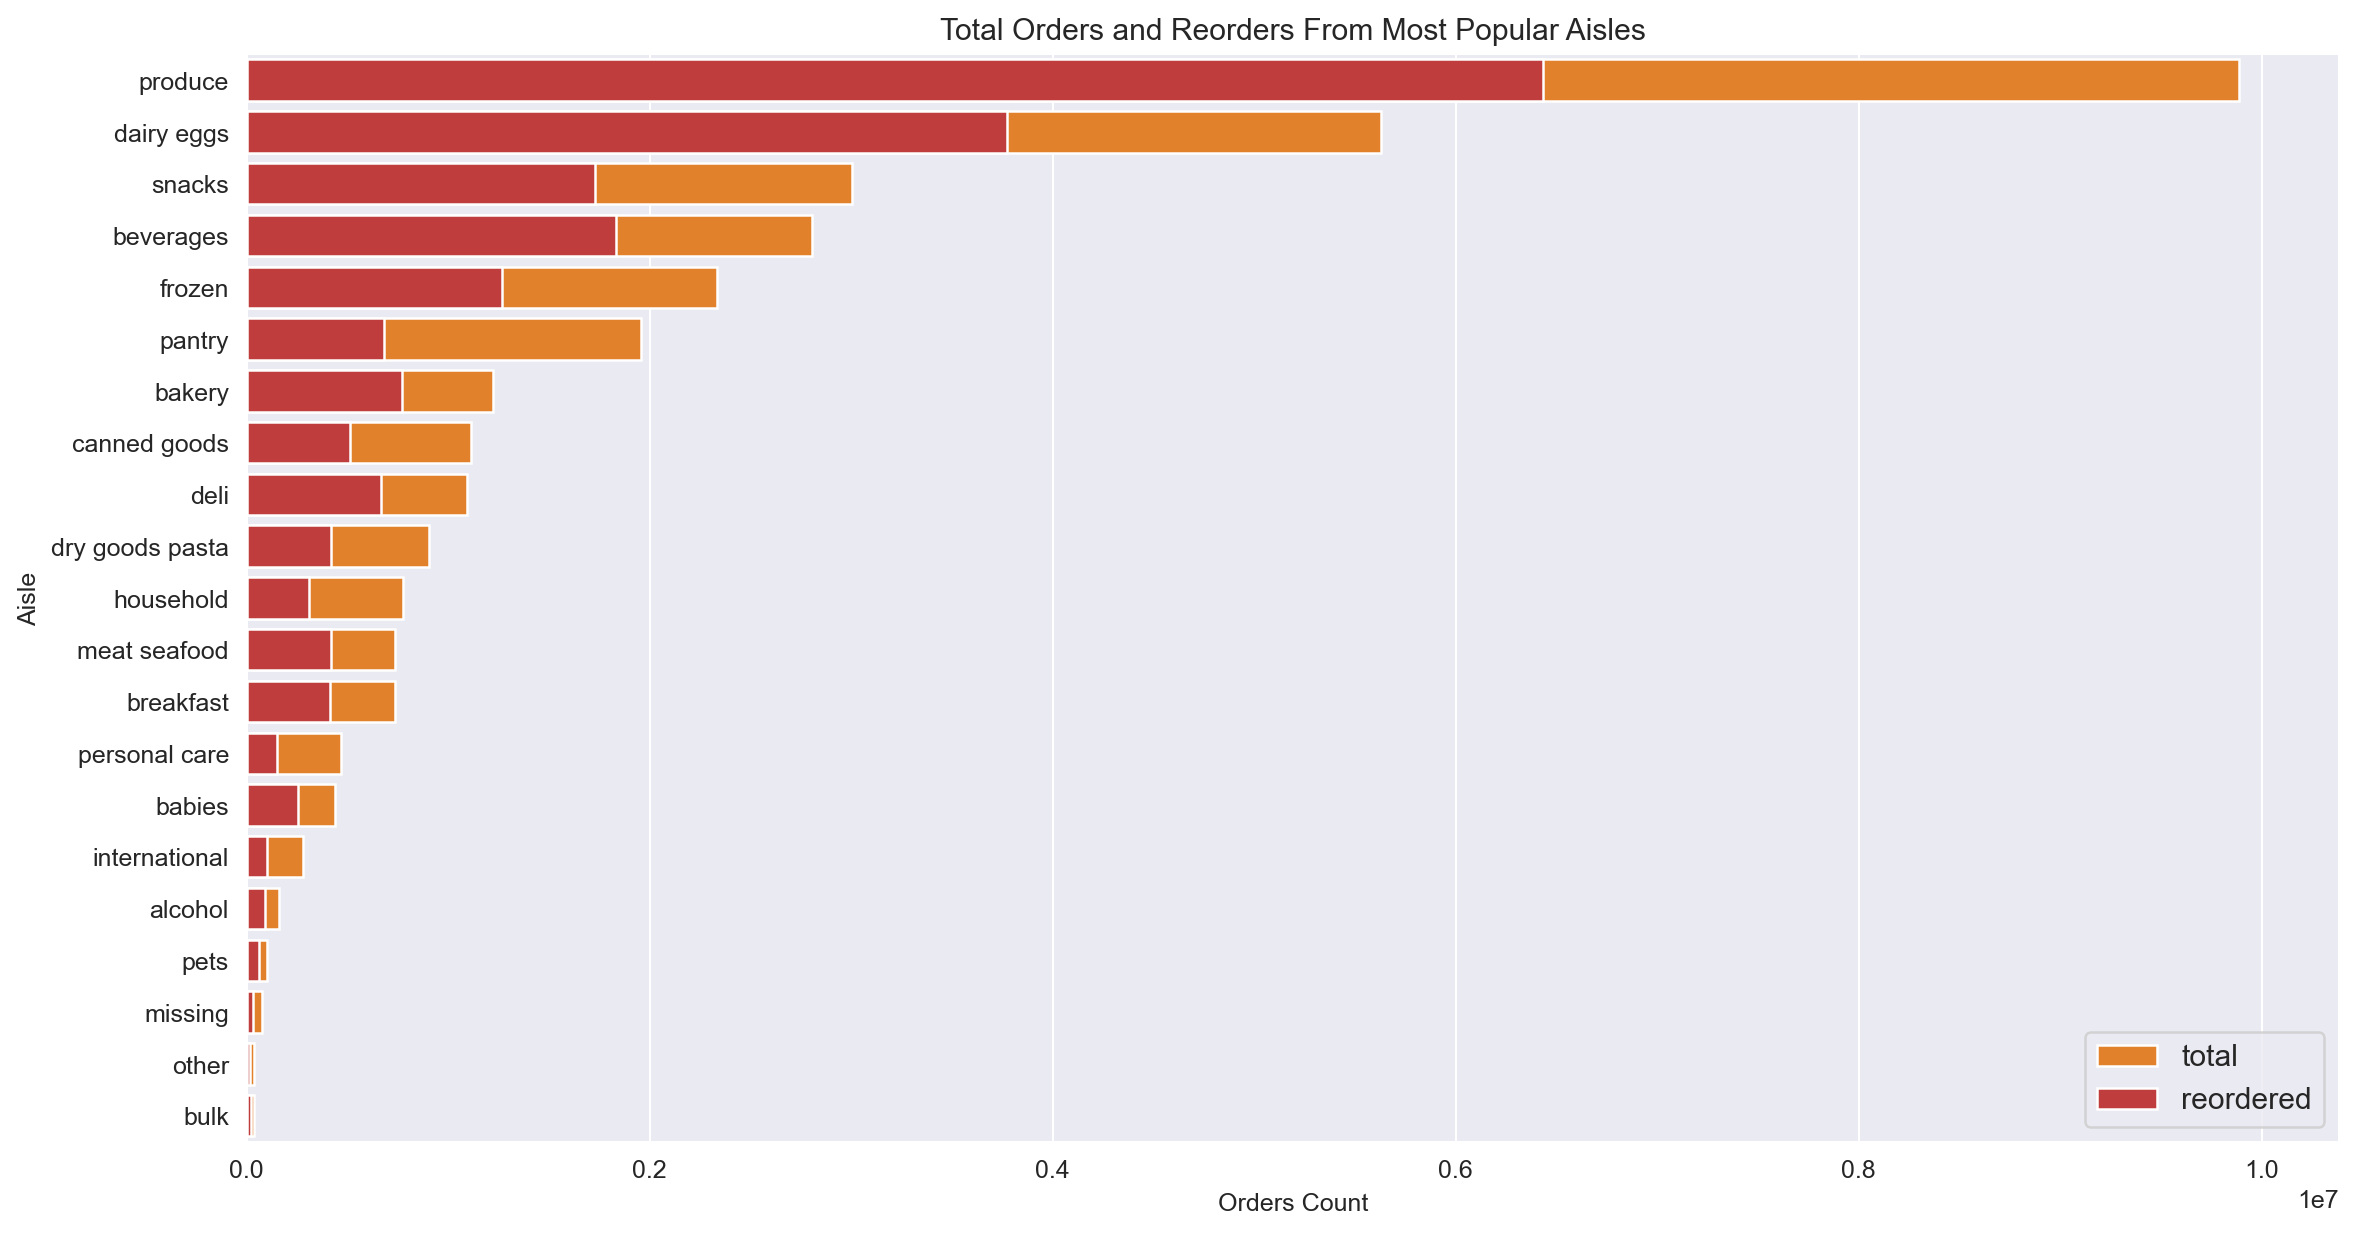 Total Orders and Reorders From Most Popular Aisles
produce
dairy eggs
snacks
beverages
frozen
pantry
bakery
canned goods
deli
dry goods pasta
household
meat seafood
breakfast
personal care
babies
international
alcohol
pets
missing
other
bulk
Aisle
0.0 0.2 0.4 0.6 0.8 1.0
1e7
Orders Count
total
reordered